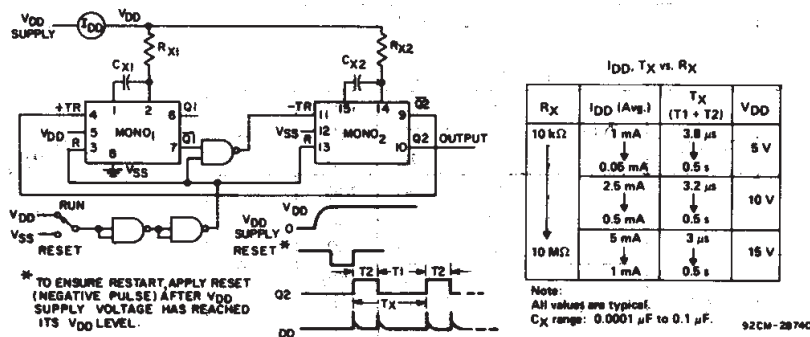 VDD
SUPPLY
IDD
VDD
RX1
RX2
CX1
CX2
+TR
4
1
2
6
Q1
VDD
5
MONO1
R
3
8
7
Q1
VSS
-TR
11
15
14
9
Q2
VSS
12
MONO2
R
13
10
Q2
OUTPUT
VDD
RUN
VSS
RESET
VDD
SUPPLY
0
VDD
RESET *
T2
T1
T2
Q2
TX
DD
* TO ENSURE RESTART, APPLY RESET
(NEGATIVE PULSE) AFTER VDD
SUPPLY VOLTAGE HAS REACHED
ITS VDD LEVEL.
IDD, TX vs. RX
RX IDD (Avg.) TX (T1 + T2) VDD
10 kΩ 1 mA 3.8 µs 5 V
0.05 mA 0.5 s
2.5 mA 3.2 µs 10 V
0.5 mA 0.5 s
5 mA 3 µs 15 V
10 MΩ 1 mA 0.5 s
Note:
All values are typical.
CX range: 0.0001 µF to 0.1 µF.
92CM-28740